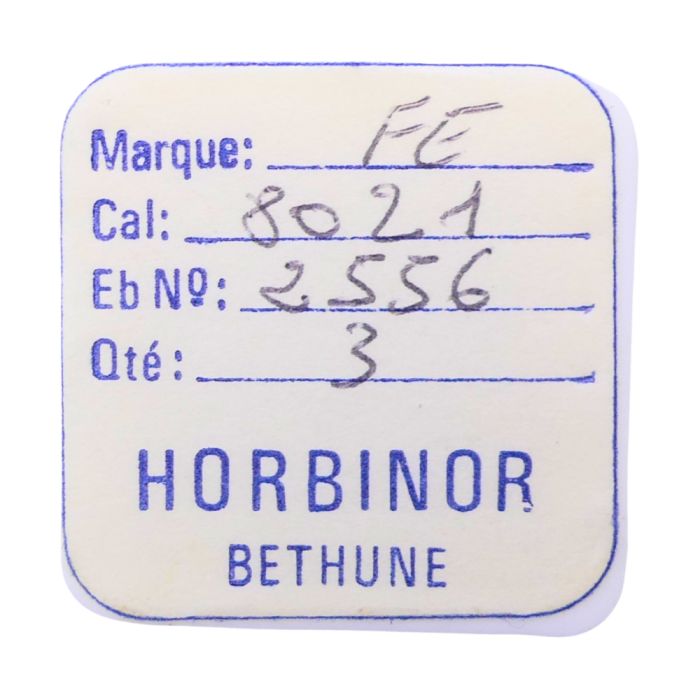 Marque: FE
Cal: 8021
Eb Nº: 2556
Qté: 3
HORBINOR
BETHUNE